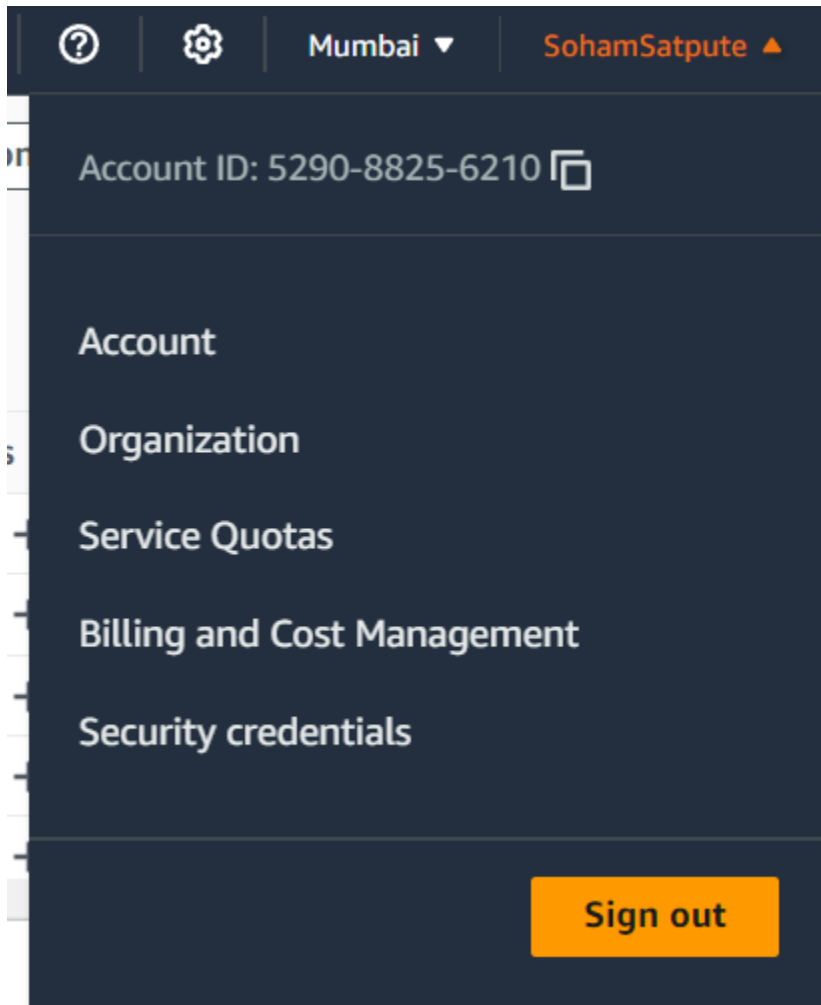 Mumbai ▼ SohamSatpute ▲
Account ID: 5290-8825-6210
Account
Organization
Service Quotas
Billing and Cost Management
Security credentials
Sign out